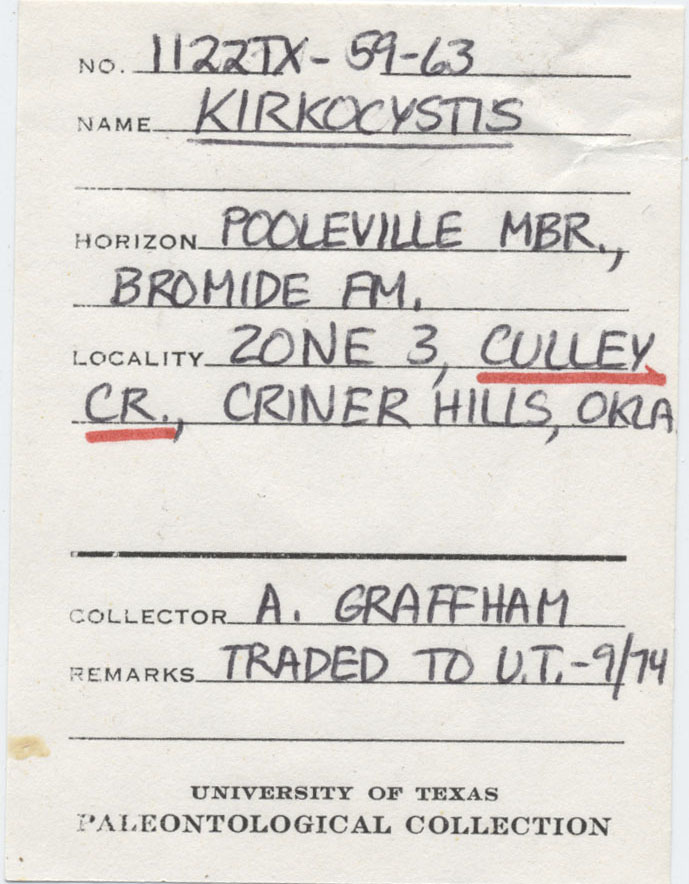 NO. 1122TX-59-63
NAME KIRKOCYSTIS
HORIZON POOLEVILLE MBR.,
BROMIDE FM.
LOCALITY ZONE 3, CULLEY
CR., CRINER HILLS, OKLA
COLLECTOR A. GRAFFHAM
REMARKS TRADED TO U.T.-9/74
UNIVERSITY OF TEXAS
PALEONTOLOGICAL COLLECTION